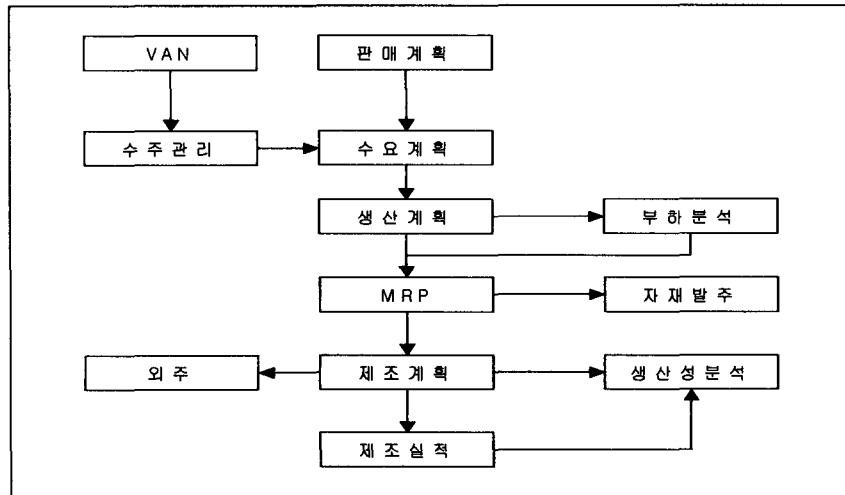 VAN
판매계획
수주관리
수요계획
생산계획
부하분석
MRP
자재발주
외주
제조계획
생산성분석
제조실적